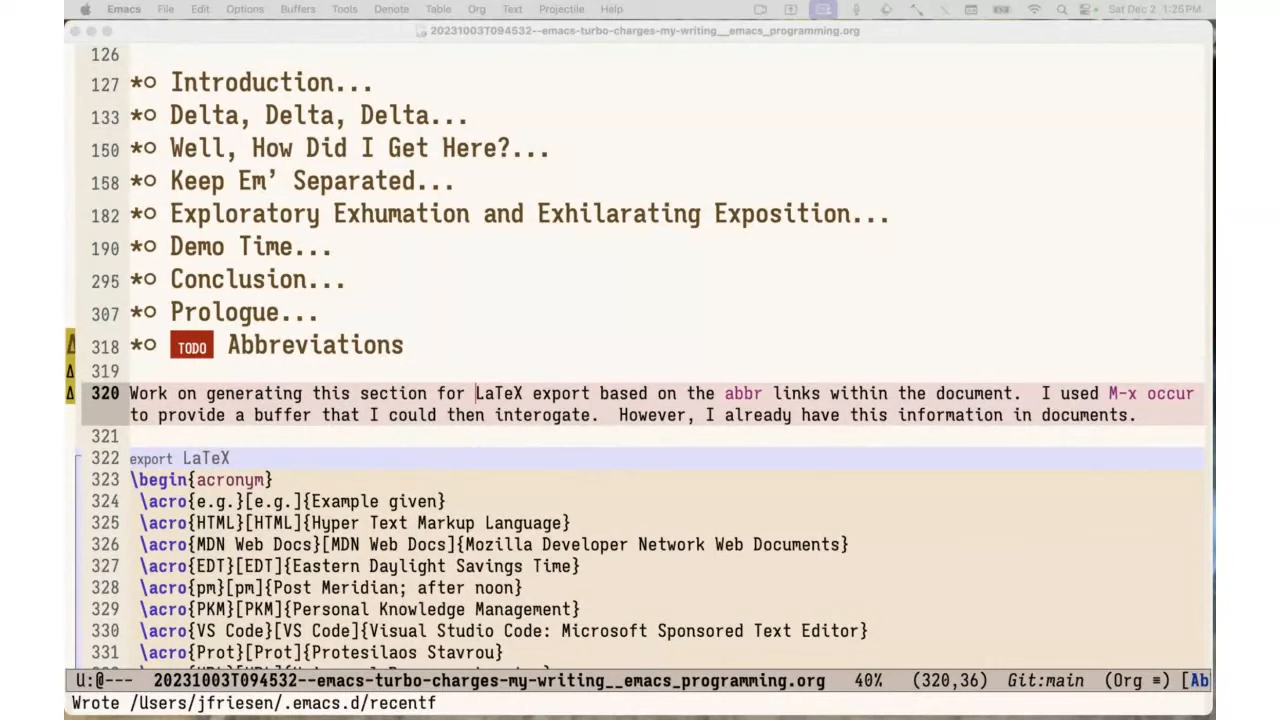 Emacs File Edit Options Buffers Tools Denote Table Org Text Projectile Help Sat Dec 2 1:25 PM
20231003T094532--emacs-turbo-charges-my-writing__emacs_programming.org
126
127 *○ Introduction...
133 *○ Delta, Delta, Delta...
150 *○ Well, How Did I Get Here?...
158 *○ Keep Em’ Separated...
182 *○ Exploratory Exhumation and Exhilarating Exposition...
190 *○ Demo Time...
295 *○ Conclusion...
307 *○ Prologue...
318 *○ TODO Abbreviations
319
320 Work on generating this section for LaTeX export based on the abbr links within the document.  I used M-x occur
to provide a buffer that I could then interogate.  However, I already have this information in documents.
321
322 export LaTeX
323 \begin{acronym}
324 \acro{e.g.}[e.g.]{Example given}
325 \acro{HTML}[HTML]{Hyper Text Markup Language}
326 \acro{MDN Web Docs}[MDN Web Docs]{Mozilla Developer Network Web Documents}
327 \acro{EDT}[EDT]{Eastern Daylight Savings Time}
328 \acro{pm}[pm]{Post Meridian; after noon}
329 \acro{PKM}[PKM]{Personal Knowledge Management}
330 \acro{VS Code}[VS Code]{Visual Studio Code: Microsoft Sponsored Text Editor}
331 \acro{Prot}[Prot]{Protesilaos Stavrou}
U:@--- 20231003T094532--emacs-turbo-charges-my-writing__emacs_programming.org 40% (320,36) Git:main (Org ≡) [Ab
Wrote /Users/jfriesen/.emacs.d/recentf